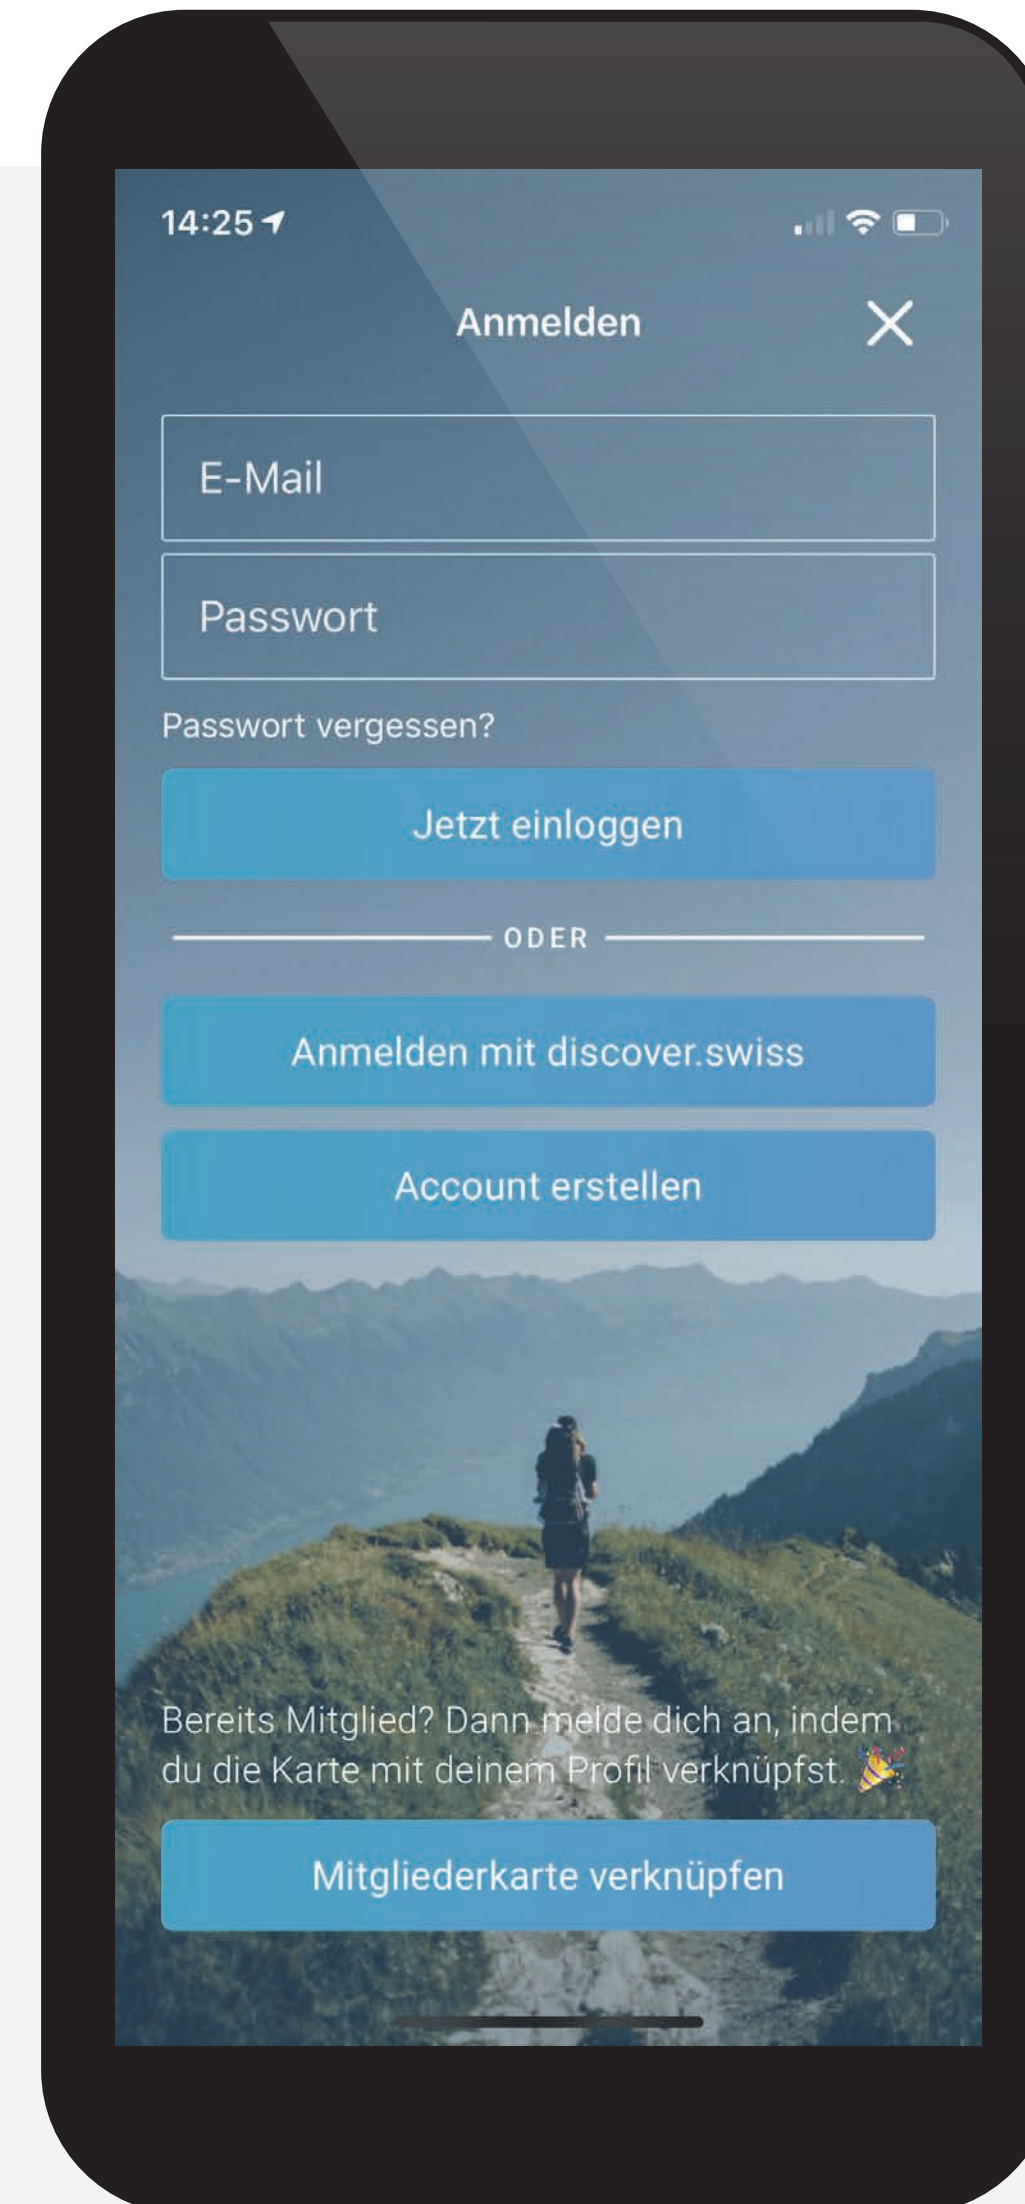 14:25
Anmelden
E-Mail
Passwort
Passwort vergessen?
Jetzt einloggen
ODER
Anmelden mit discover.swiss
Account erstellen
Bereits Mitglied? Dann melde dich an, indem
du die Karte mit deinem Profil verknüpfst. 🎉
Mitgliederkarte verknüpfen